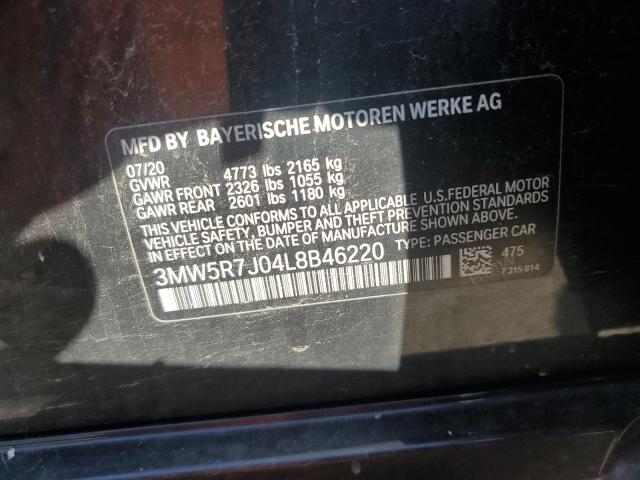 MFD BY BAYERISCHE MOTOREN WERKE AG
07/20
GVWR 4773 lbs 2165 kg
GAWR FRONT 2326 lbs 1055 kg
GAWR REAR 2601 lbs 1180 kg
THIS VEHICLE CONFORMS TO ALL APPLICABLE U.S.FEDERAL MOTOR
VEHICLE SAFETY, BUMPER, AND THEFT PREVENTION STANDARDS
IN EFFECT ON THE DATE OF MANUFACTURE SHOWN ABOVE.
3MW5R7J04L8B46220 TYPE: PASSENGER CAR
475
7315814